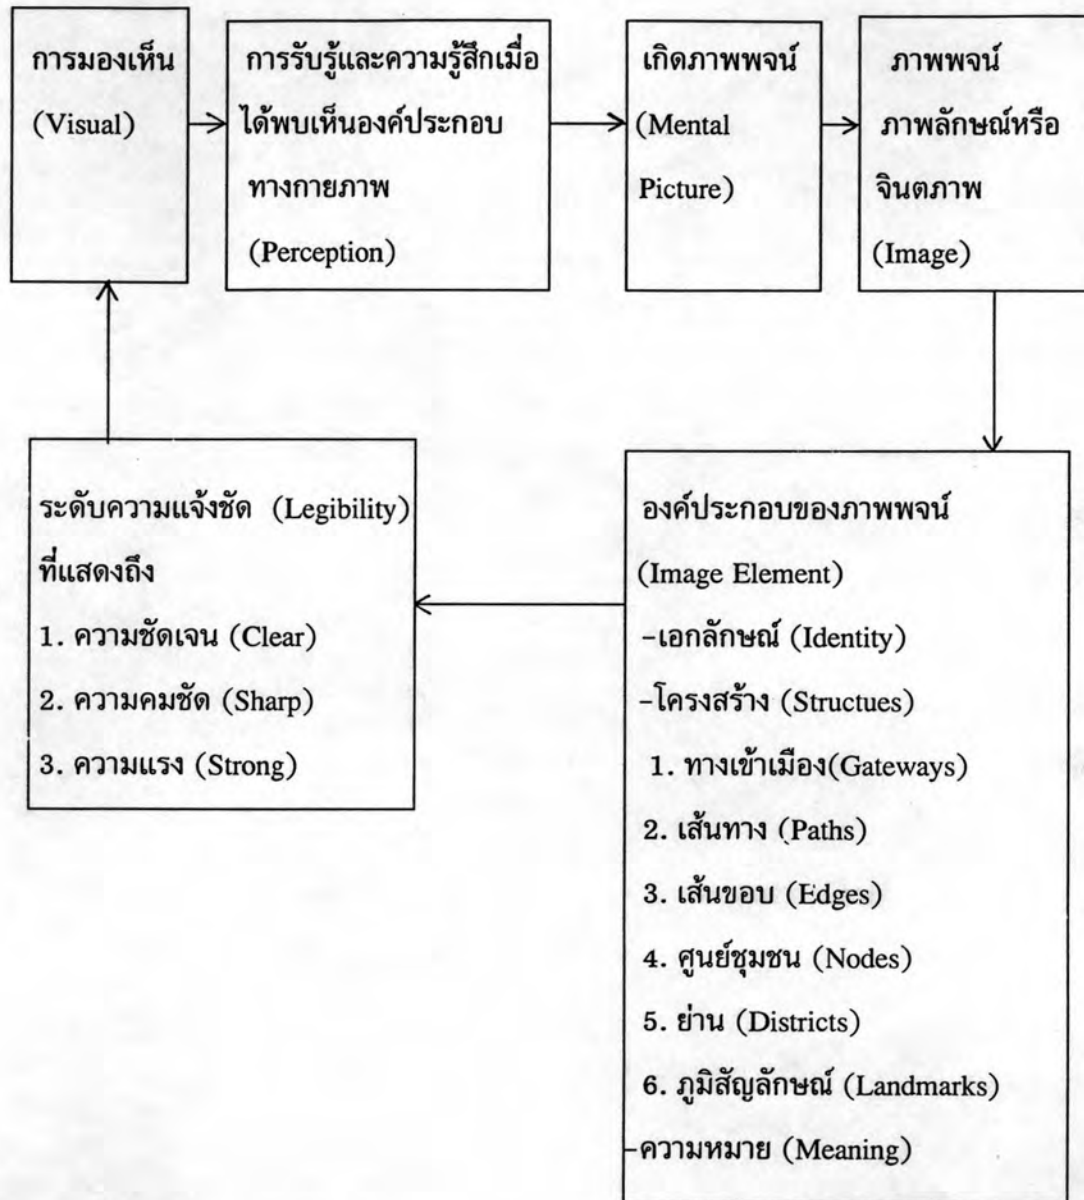 การมองเห็น
(Visual)
การรับรู้และความรู้สึกเมื่อ
ได้พบเห็นองค์ประกอบ
ทางกายภาพ
(Perception)
เกิดภาพพจน์
(Mental
Picture)
ภาพพจน์
ภาพลักษณ์หรือ
จินตภาพ
(Image)
ระดับความแจ้งชัด (Legibility)
ที่แสดงถึง
1. ความชัดเจน (Clear)
2. ความคมชัด (Sharp)
3. ความแรง (Strong)
องค์ประกอบของภาพพจน์
(Image Element)
-เอกลักษณ์ (Identity)
-โครงสร้าง (Structues)
1. ทางเข้าเมือง(Gateways)
2. เส้นทาง (Paths)
3. เส้นขอบ (Edges)
4. ศูนย์ชุมชน (Nodes)
5. ย่าน (Districts)
6. ภูมิสัญลักษณ์ (Landmarks)
-ความหมาย (Meaning)